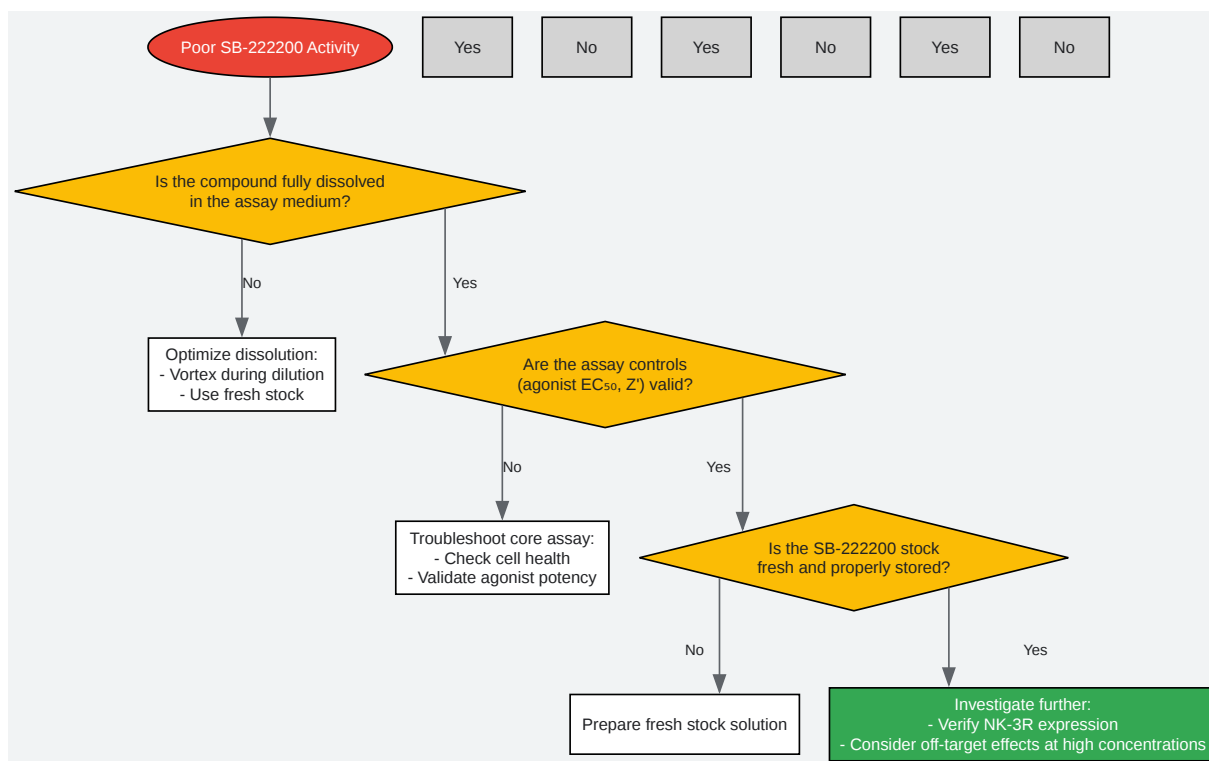 Poor SB-222200 Activity
Yes
No
Yes
No
Yes
No
Is the compound fully dissolved
in the assay medium?
No
Yes
Optimize dissolution:
- Vortex during dilution
- Use fresh stock
Are the assay controls
(agonist EC₅₀, Z') valid?
No
Yes
Troubleshoot core assay:
- Check cell health
- Validate agonist potency
Is the SB-222200 stock
fresh and properly stored?
No
Yes
Prepare fresh stock solution
Investigate further:
- Verify NK-3R expression
- Consider off-target effects at high concentrations